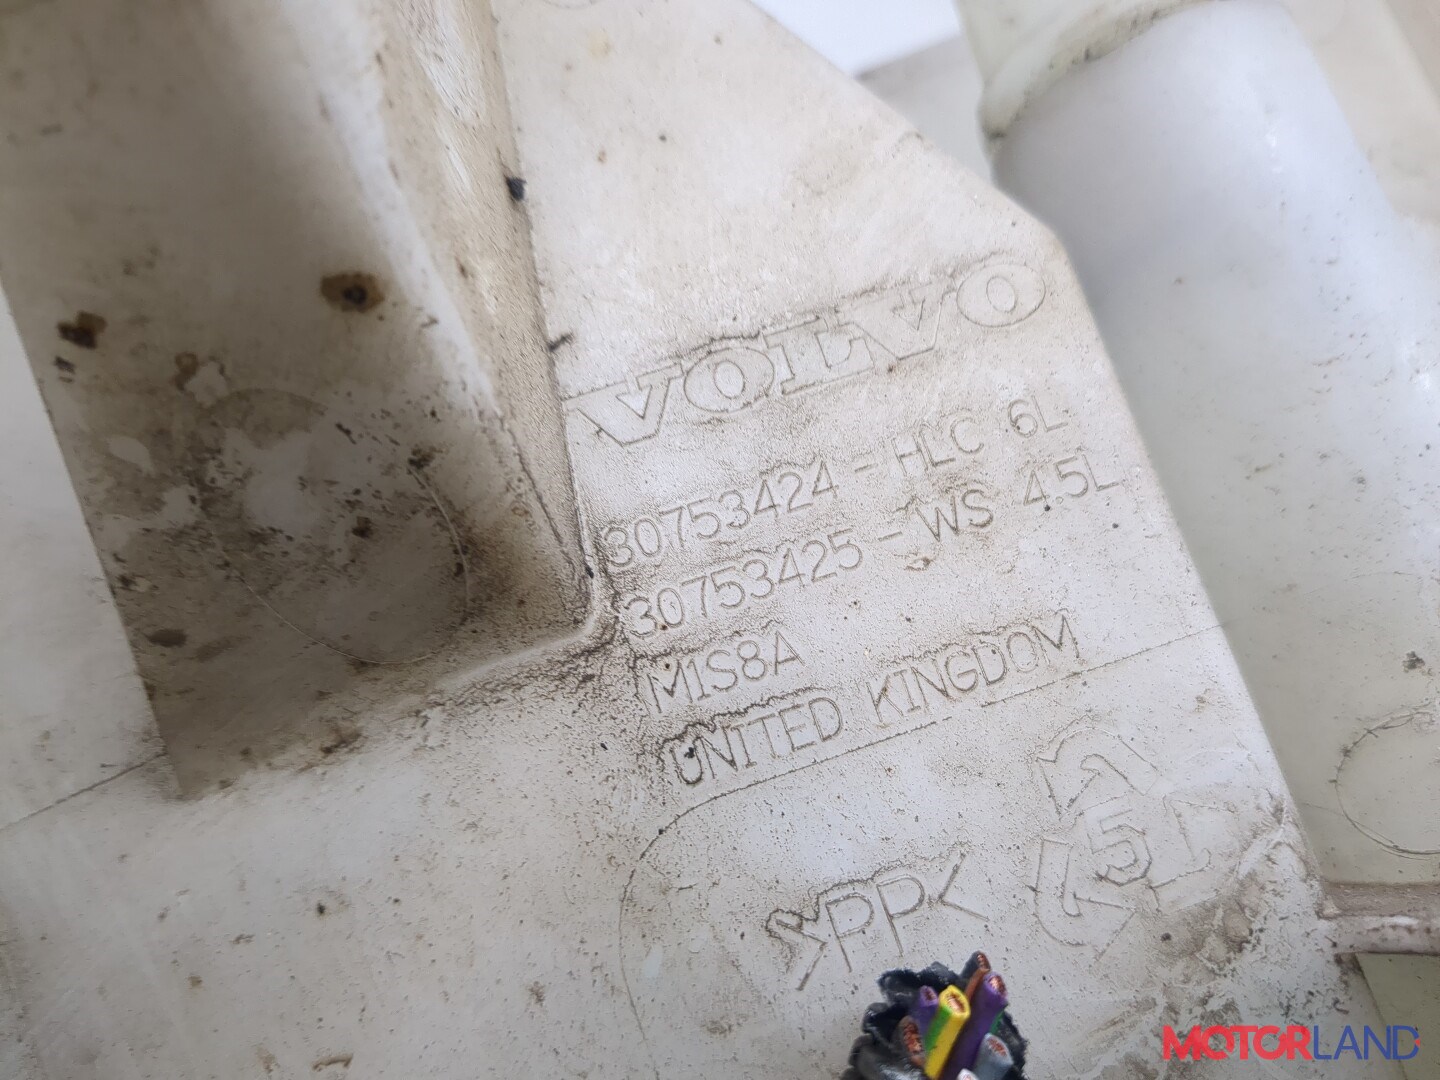 VOLVO
30753424 - HLC 6L
30753425 - WS 4.5L
M1S8A
UNITED KINGDOM
5
>PP<
MOTORLAND